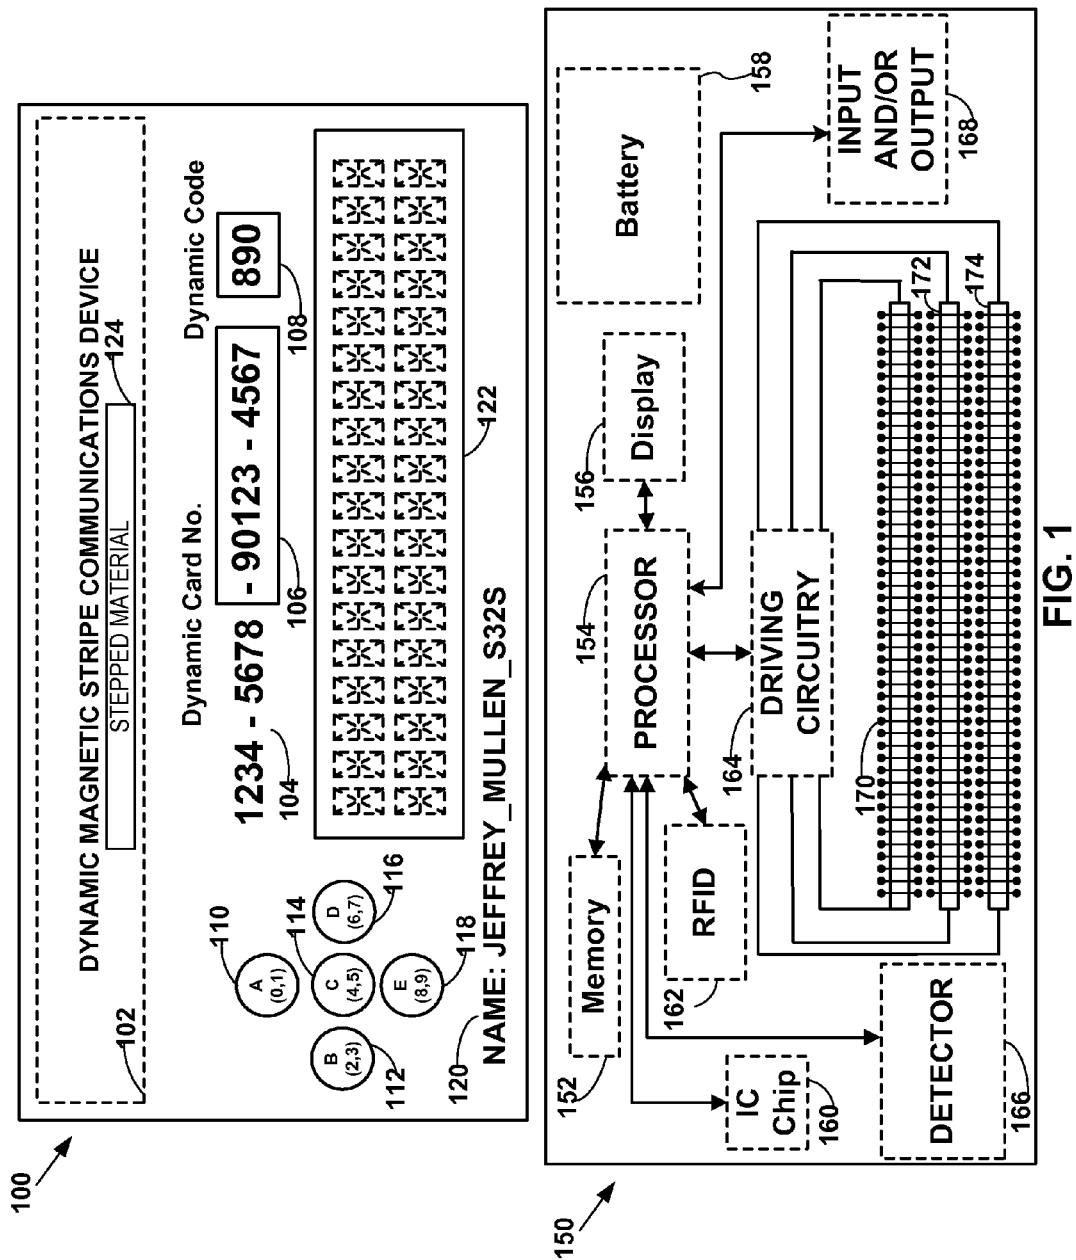 100
DYNAMIC MAGNETIC STRIPE COMMUNICATIONS DEVICE
102
STEPPED MATERIAL
124
Dynamic Card No.
Dynamic Code
1234 - 5678 - 90123 - 4567
890
104
106
108
110
A
(0,1)
B
(2,3)
112
C
(4,5)
114
D
(6,7)
116
E
(8,9)
118
122
120
NAME: JEFFREY_MULLEN_S32S
150
Memory
152
PROCESSOR
154
Display
156
Battery
158
IC
Chip
160
RFID
162
DRIVING
CIRCUITRY
164
INPUT
AND/OR
OUTPUT
168
DETECTOR
166
170
172
174
FIG. 1